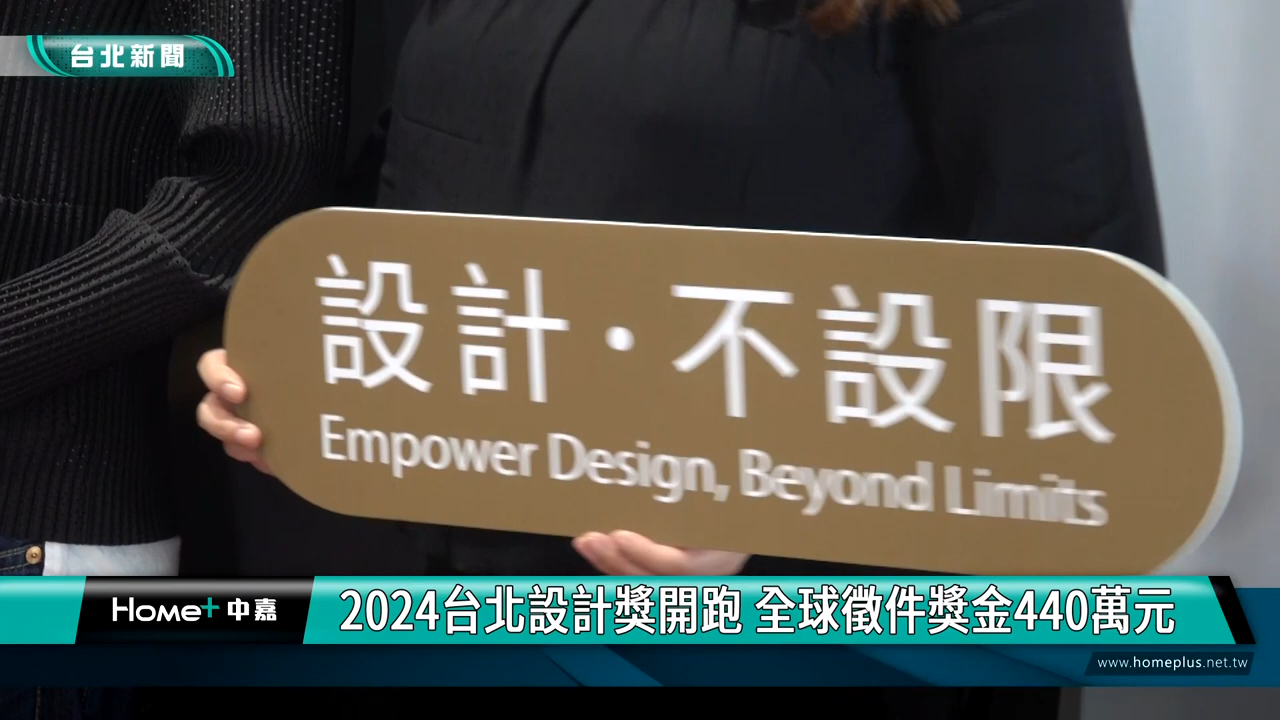 台北新聞
設計·不設限
Empower Design, Beyond Limits
Home+ 中嘉
2024台北設計獎開跑 全球徵件獎金440萬元
www.homeplus.net.tw